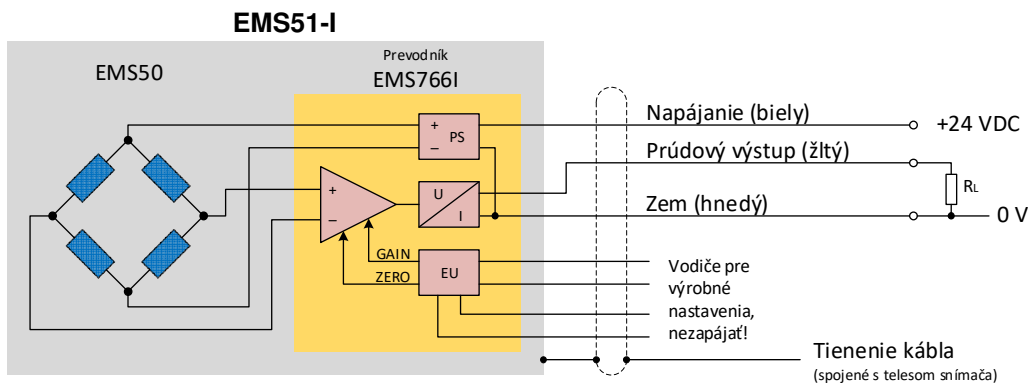 EMS51-I
EMS50
Prevodník
EMS766I
+
−
PS
+
−
U
I
GAIN
ZERO
EU
Napájanie (biely)
+24 VDC
Prúdový výstup (žltý)
RL
Zem (hnedý)
0 V
Vodiče pre
výrobné
nastavenia,
nezapájať!
Tienenie kábla
(spojené s telesom snímača)